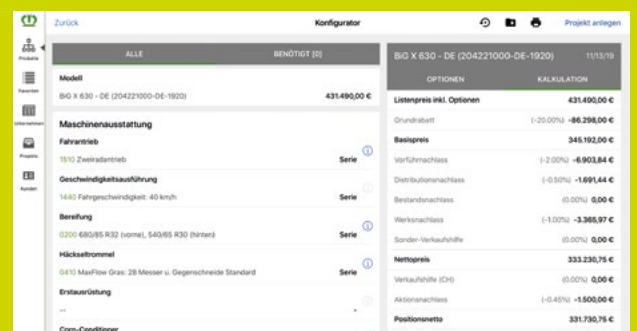 Zurück
Konfigurator
Projekt anlegen
Produkte
Favoriten
Unternehmen
Projekte
Kunden
ALLE
BENÖTIGT [0]
Modell
BiG X 630 - DE (204221000-DE-1920) 431.490,00 €
Maschinenausstattung
Fahrantrieb
1510 Zweiradantrieb Serie
Geschwindigkeitsausführung
1440 Fahrgeschwindigkeit: 40 km/h Serie
Bereifung
0200 680/85 R32 (vorne), 540/65 R30 (hinten) Serie
Häckseltrommel
0410 MaxFlow Gras: 28 Messer u. Gegenschneide Standard Serie
Erstausrüstung
--
-
Corn-Conditioner
BiG X 630 - DE (204221000-DE-1920) 11/13/19
OPTIONEN
KALKULATION
Listenpreis inkl. Optionen 431.490,00 €
Grundrabatt (-20.00%) -86.298,00 €
Basispreis 345.192,00 €
Vorführnachlass (-2.00%) -6.903,84 €
Distributionsnachlass (-0.50%) -1.691,44 €
Bestandsnachlass (0.00%) 0,00 €
Werksnachlass (-1.00%) -3.365,97 €
Sonder-Verkaufshilfe (0.00%) 0,00 €
Nettopreis 333.230,75 €
Verkaufshilfe (CH) (0.00%) 0,00 €
Aktionsnachlass (-0.45%) -1.500,00 €
Positionsnetto 331.730,75 €